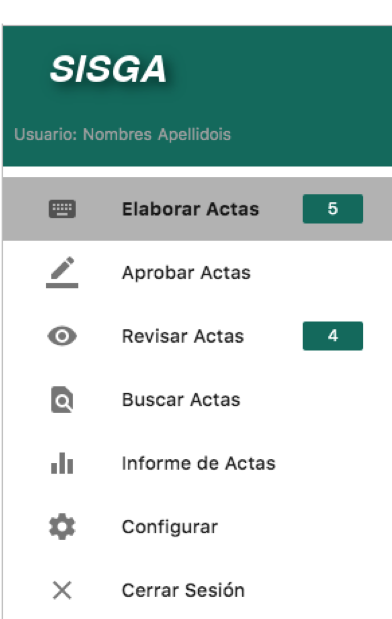 SISGA
Usuario: Nombres Apellidois
Elaborar Actas 5
Aprobar Actas
Revisar Actas 4
Buscar Actas
Informe de Actas
Configurar
Cerrar Sesión